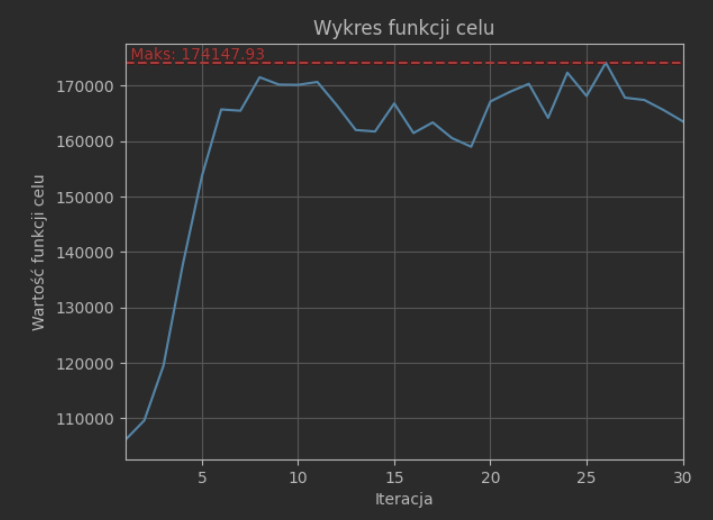 Wykres funkcji celu
Maks: 174147.93
170000
160000
150000
140000
130000
120000
110000
Wartość funkcji celu
5 10 15 20 25 30
Iteracja